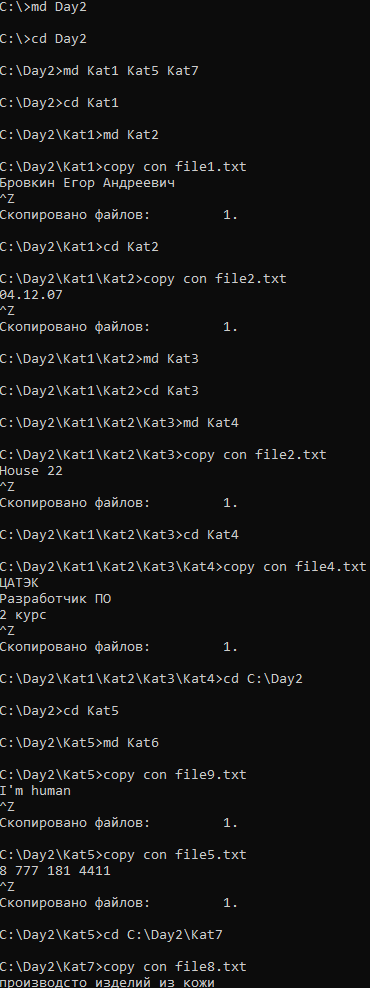 C:\>md Day2
C:\>cd Day2
C:\Day2>md Kat1 Kat5 Kat7
C:\Day2>cd Kat1
C:\Day2\Kat1>md Kat2
C:\Day2\Kat1>copy con file1.txt
Бровкин Егор Андреевич
^Z
Скопировано файлов:         1.
C:\Day2\Kat1>cd Kat2
C:\Day2\Kat1\Kat2>copy con file2.txt
04.12.07
^Z
Скопировано файлов:         1.
C:\Day2\Kat1\Kat2>md Kat3
C:\Day2\Kat1\Kat2>cd Kat3
C:\Day2\Kat1\Kat2\Kat3>md Kat4
C:\Day2\Kat1\Kat2\Kat3>copy con file2.txt
House 22
^Z
Скопировано файлов:         1.
C:\Day2\Kat1\Kat2\Kat3>cd Kat4
C:\Day2\Kat1\Kat2\Kat3\Kat4>copy con file4.txt
ЦАТЭК
Разработчик ПО
2 курс
^Z
Скопировано файлов:         1.
C:\Day2\Kat1\Kat2\Kat3\Kat4>cd C:\Day2
C:\Day2>cd Kat5
C:\Day2\Kat5>md Kat6
C:\Day2\Kat5>copy con file9.txt
I'm human
^Z
Скопировано файлов:         1.
C:\Day2\Kat5>copy con file5.txt
8 777 181 4411
^Z
Скопировано файлов:         1.
C:\Day2\Kat5>cd C:\Day2\Kat7
C:\Day2\Kat7>copy con file8.txt
производсто изделий из кожи